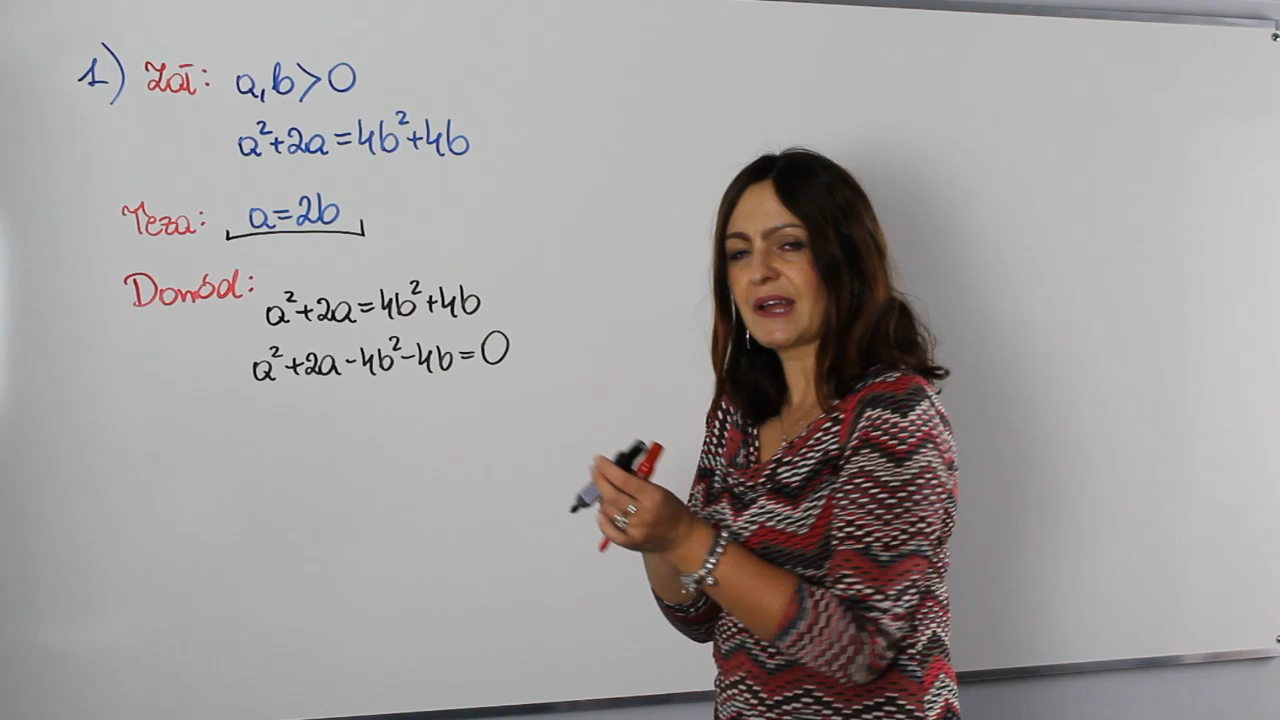 1) Zał: a,b>0
a²+2a=4b²+4b
Teza: a=2b
Dowód:
a²+2a=4b²+4b
a²+2a-4b²-4b=0